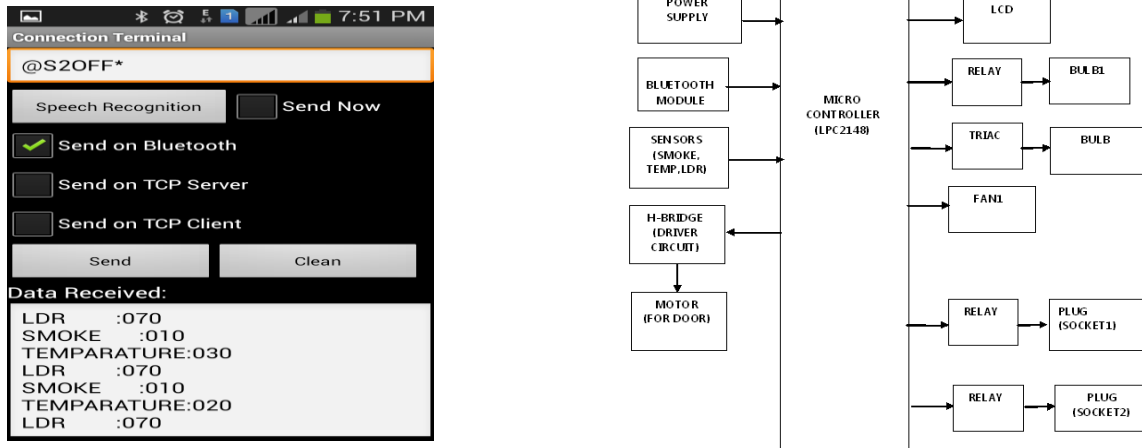 7:51 PM
Connection Terminal
@S2OFF*
Speech Recognition
Send Now
Send on Bluetooth
Send on TCP Server
Send on TCP Client
Send
Clean
Data Received:
LDR :070
SMOKE :010
TEMPARATURE:030
LDR :070
SMOKE :010
TEMPARATURE:020
LDR :070
POWER
SUPPLY
BLUETOOTH
MODULE
SENSORS
(SMOKE,
TEMP,LDR)
H-BRIDGE
(DRIVER
CIRCUIT)
MOTOR
(FOR DOOR)
MICRO
CONTROLLER
(LPC2148)
LCD
RELAY
BULB1
TRIAC
BULB
FAN1
RELAY
PLUG
(SOCKET1)
RELAY
PLUG
(SOCKET2)